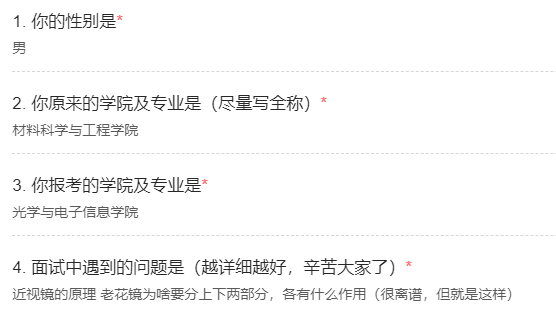 1. 你的性别是*
男
2. 你原来的学院及专业是（尽量写全称）*
材料科学与工程学院
3. 你报考的学院及专业是*
光学与电子信息学院
4. 面试中遇到的问题是（越详细越好，辛苦大家了）*
近视镜的原理 老花镜为啥要分上下两部分，各有什么作用（很离谱，但就是这样）